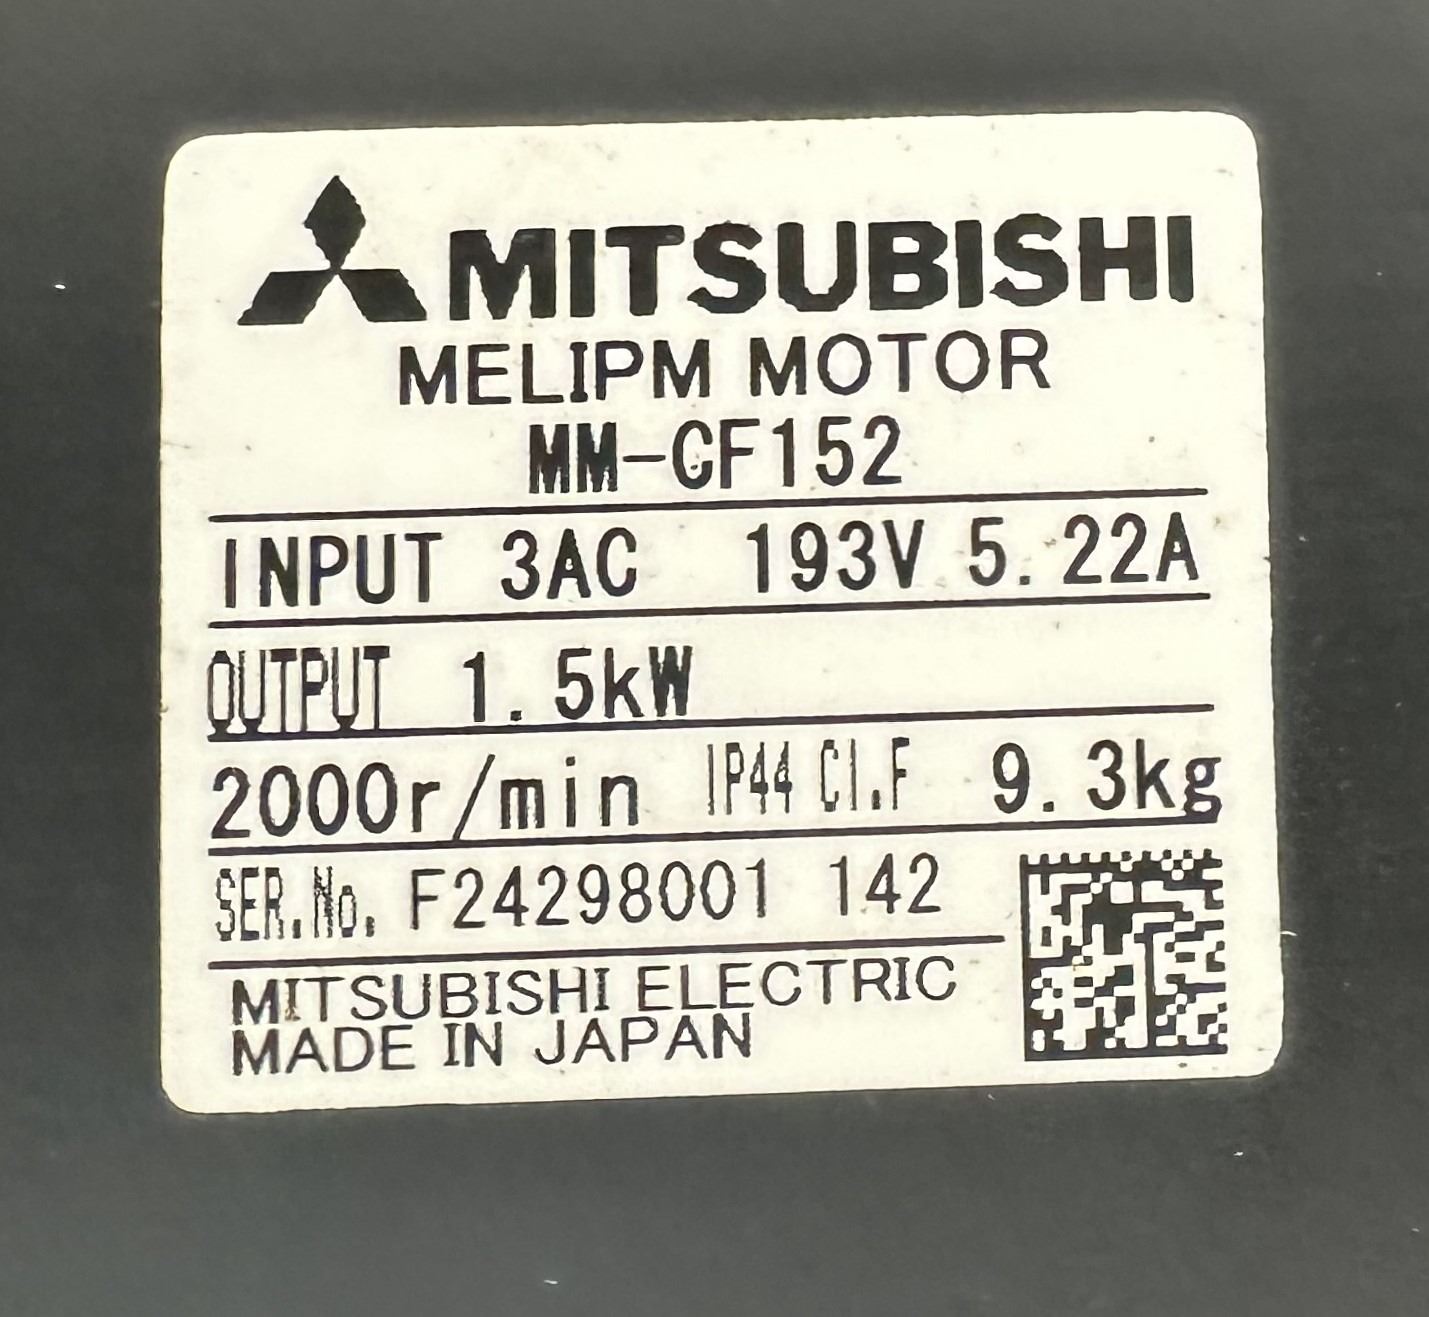 MITSUBISHI
MELIPM MOTOR
MM-CF152
INPUT 3AC 193V 5.22A
OUTPUT 1.5kW
2000r/min IP44 Cl.F 9.3kg
SER.No. F24298001 142
MITSUBISHI ELECTRIC
MADE IN JAPAN